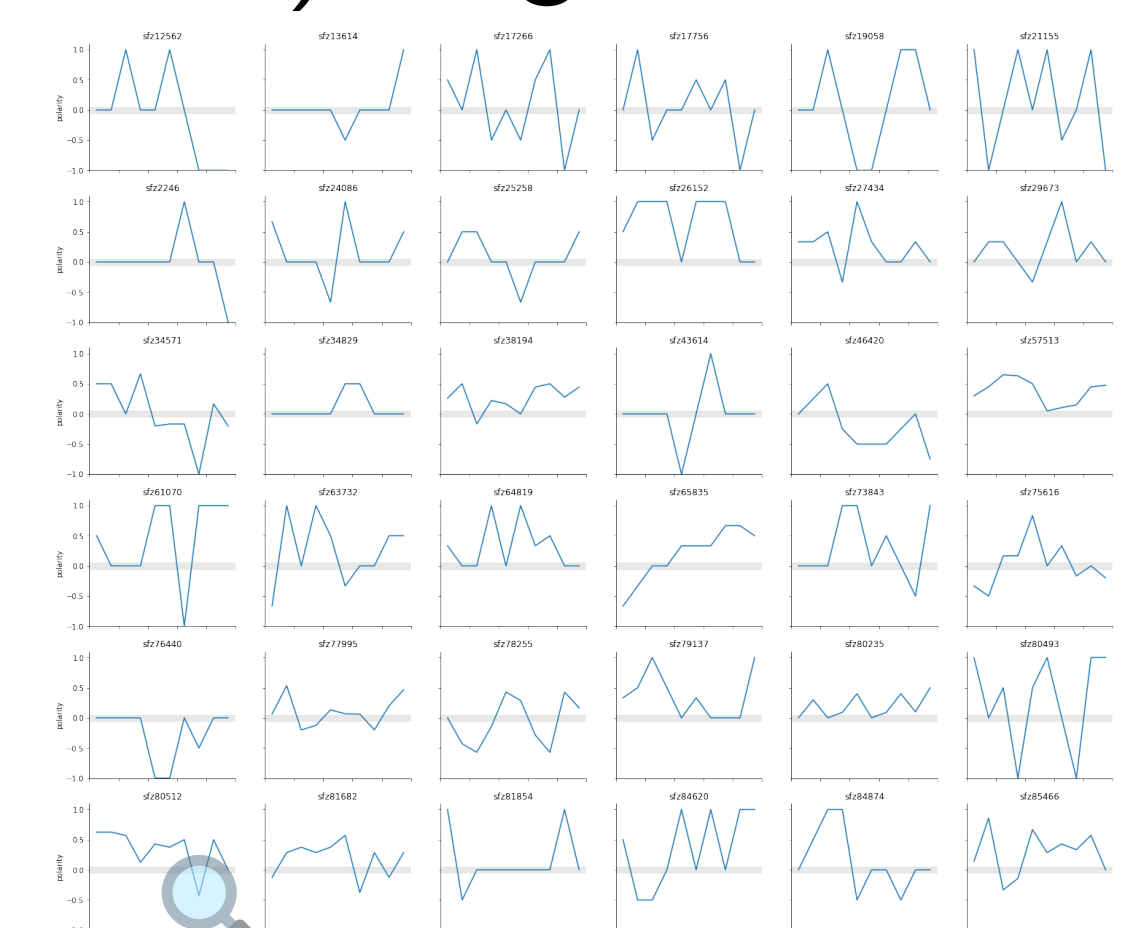 sfz12562 sfz13614 sfz17266 sfz17756 sfz19058 sfz21155
1.0
0.5
0.0
−0.5
−1.0
polarity
sfz2246 sfz24086 sfz25258 sfz26152 sfz27434 sfz29673
1.0
0.5
0.0
−0.5
−1.0
polarity
sfz34571 sfz34829 sfz38194 sfz43614 sfz46420 sfz57513
1.0
0.5
0.0
−0.5
−1.0
polarity
sfz61070 sfz63732 sfz64819 sfz65835 sfz73843 sfz75616
1.0
0.5
0.0
−0.5
−1.0
polarity
sfz76440 sfz77995 sfz78255 sfz79137 sfz80235 sfz80493
1.0
0.5
0.0
−0.5
−1.0
polarity
sfz80512 sfz81682 sfz81854 sfz84620 sfz84874 sfz85466
1.0
0.5
0.0
−0.5
polarity